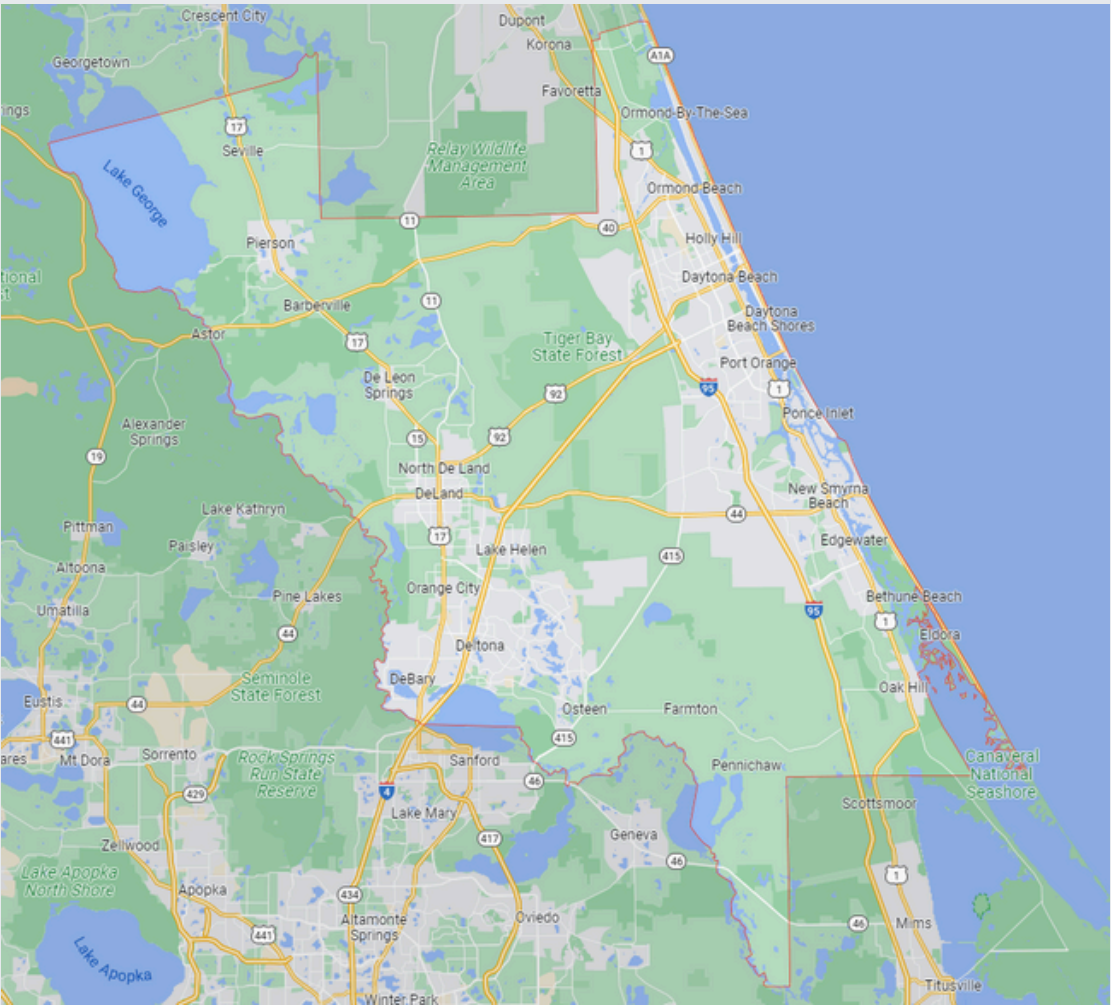 Crescent City
Dupont
Korona
A1A
Georgetown
Favoretta
ings
Ormond-By-The-Sea
17
Seville
1
Relay Wildlife
Management
Area
Lake George
Ormond Beach
11
40
Pierson
Holly Hill
tional
st
Daytona Beach
11
Barberville
Daytona
Beach Shores
Astor
17
Tiger Bay
State Forest
Port Orange
De Leon
Springs
95
1
92
Ponce Inlet
Alexander
Springs
15
92
19
North De Land
DeLand
New Smyrna
Beach
Lake Kathryn
44
Pittman
17
Edgewater
Paisley
Lake Helen
415
Altoona
Orange City
Pine Lakes
Bethune Beach
Umatilla
95
1
44
Eldora
Deltona
DeBary
Seminole
State Forest
Oak Hill
Eustis
44
Osteen
Farmton
441
415
ares
Mt Dora
Sorrento
Rock Springs
Run State
Reserve
Sanford
Pennichaw
Canaveral
National
Seashore
46
429
4
Scottsmoor
Lake Mary
Geneva
417
Zellwood
46
Lake Apopka
North Shore
1
Apopka
434
Altamonte
Springs
Oviedo
46
Mims
441
Lake Apopka
Titusville
Winter Park